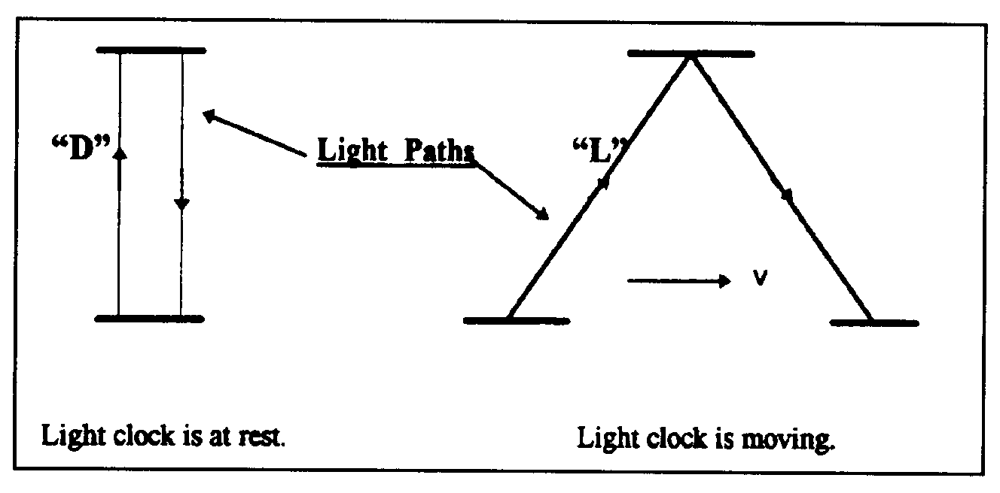 “D”
Light Paths
“L”
v
Light clock is at rest.
Light clock is moving.